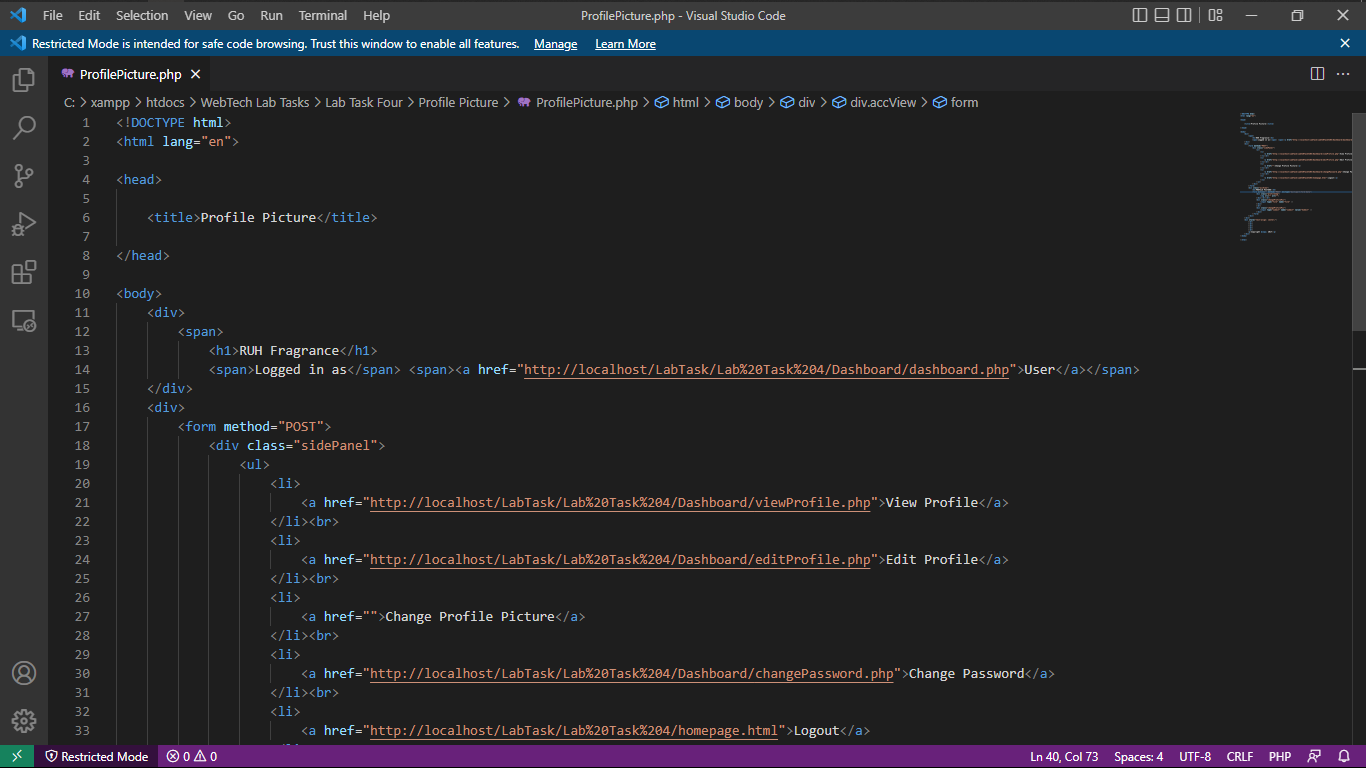 File Edit Selection View Go Run Terminal Help ProfilePicture.php - Visual Studio Code
Restricted Mode is intended for safe code browsing. Trust this window to enable all features. Manage Learn More
ProfilePicture.php
C: > xampp > htdocs > WebTech Lab Tasks > Lab Task Four > Profile Picture > ProfilePicture.php > html > body > div > div.accView > form
1 <!DOCTYPE html>
2 <html lang="en">
3
4 <head>
5
6 <title>Profile Picture</title>
7
8 </head>
9
10 <body>
11 <div>
12 <span>
13 <h1>RUH Fragrance</h1>
14 <span>Logged in as</span> <span><a href="http://localhost/LabTask/Lab%20Task%204/Dashboard/dashboard.php">User</a></span>
15 </div>
16 <div>
17 <form method="POST">
18 <div class="sidePanel">
19 <ul>
20 <li>
21 <a href="http://localhost/LabTask/Lab%20Task%204/Dashboard/viewProfile.php">View Profile</a>
22 </li><br>
23 <li>
24 <a href="http://localhost/LabTask/Lab%20Task%204/Dashboard/editProfile.php">Edit Profile</a>
25 </li><br>
26 <li>
27 <a href="">Change Profile Picture</a>
28 </li><br>
29 <li>
30 <a href="http://localhost/LabTask/Lab%20Task%204/Dashboard/changePassword.php">Change Password</a>
31 </li><br>
32 <li>
33 <a href="http://localhost/LabTask/Lab%20Task%204/homepage.html">Logout</a>
Restricted Mode 0 0 Ln 40, Col 73 Spaces: 4 UTF-8 CRLF PHP